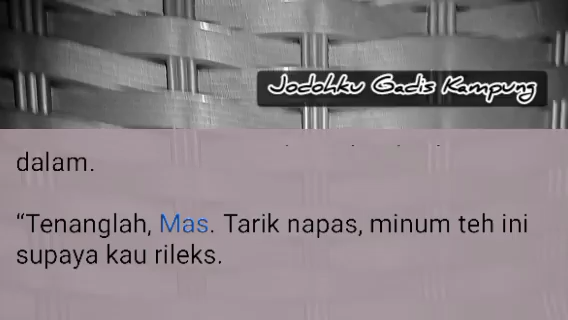 Jodohku Gadis Kampung
dalam.
“Tenanglah, Mas. Tarik napas, minum teh ini
supaya kau rileks.